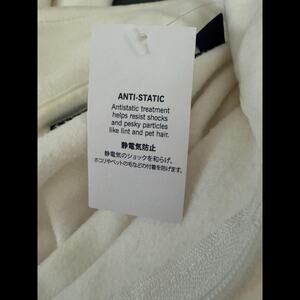 ANTI-STATIC
Antistatic treatment
helps resist shocks
and pesky particles
like lint and pet hair.
静電気防止
静電気のショックを和らげ、
ホコリやペットの毛などの付着を防げます。